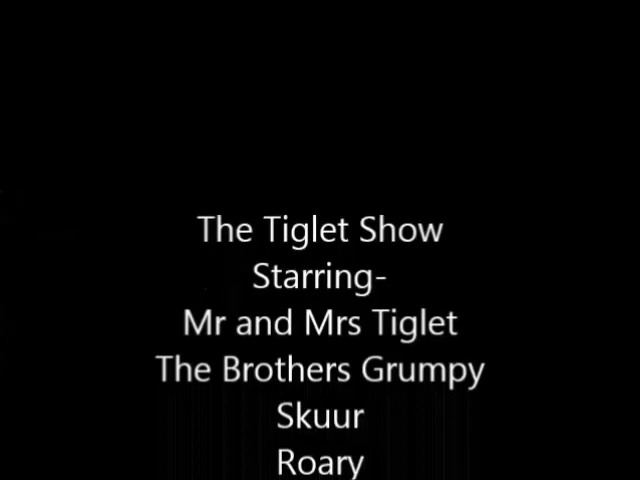 The Tiglet Show
Starring-
Mr and Mrs Tiglet
The Brothers Grumpy
Skuur
Roary